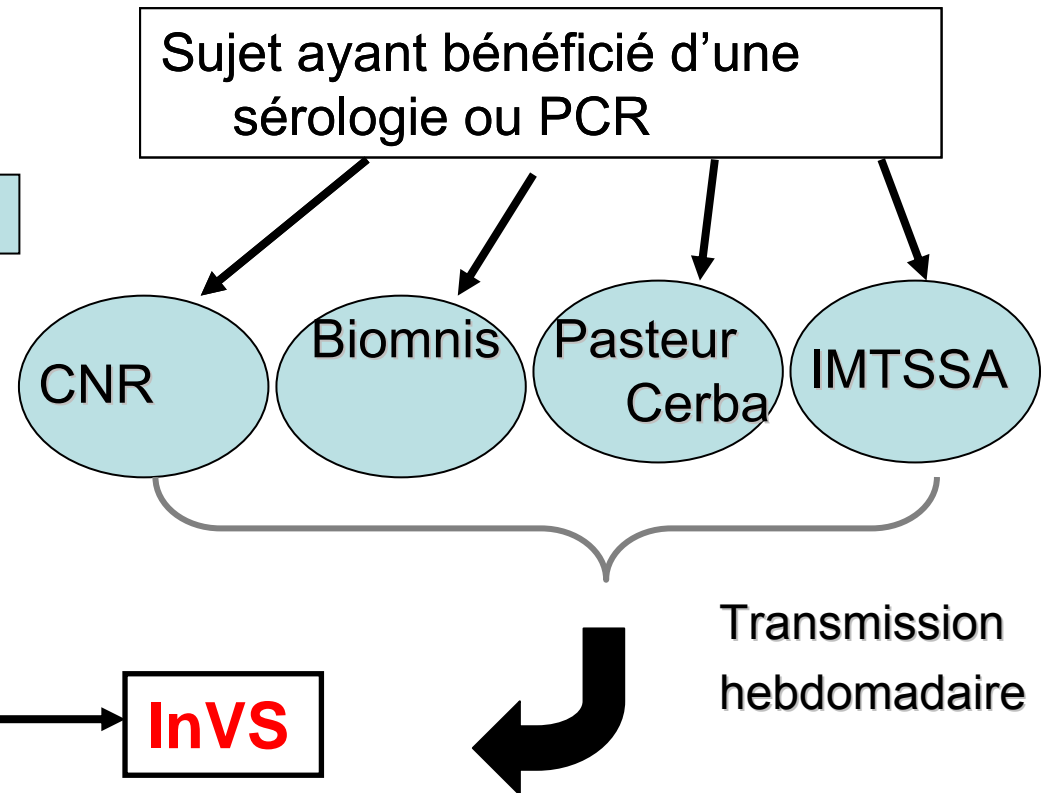 Sujet ayant bénéficié d’une
sérologie ou PCR
CNR
Biomnis
Pasteur
Cerba
IMTSSA
Transmission
hebdomadaire
InVS